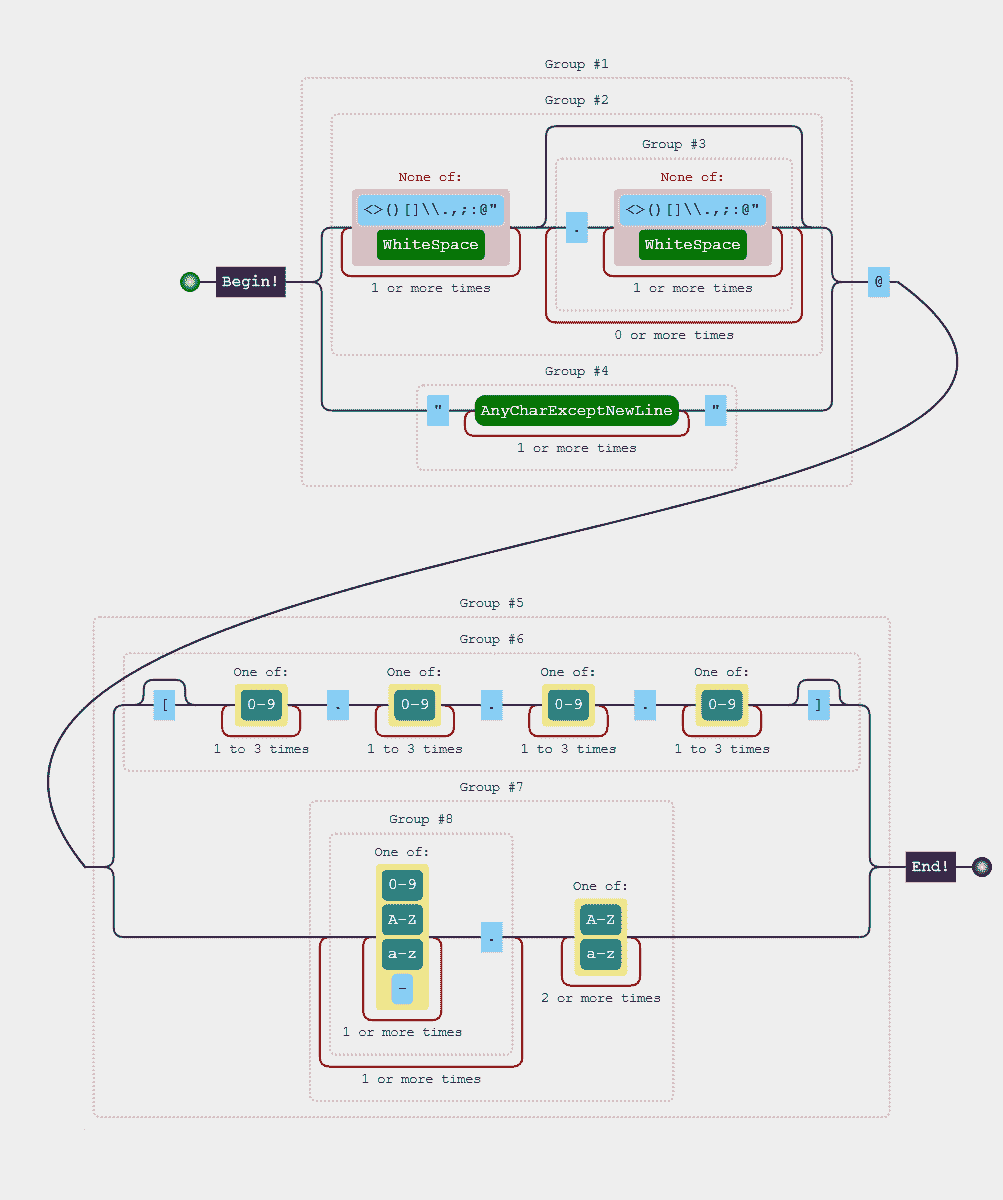 Group #1
Group #2
Group #3
None of:
None of:
<>()[]\\.,;:@"
<>()[]\\.,;:@"
.
WhiteSpace
WhiteSpace
Begin!
@
1 or more times
1 or more times
0 or more times
Group #4
"
AnyCharExceptNewLine
"
1 or more times
Group #5
Group #6
One of:
One of:
One of:
One of:
[
0-9
.
0-9
.
0-9
.
0-9
]
1 to 3 times
1 to 3 times
1 to 3 times
1 to 3 times
Group #7
Group #8
One of:
0-9
A-Z
a-z
-
.
One of:
A-Z
a-z
End!
2 or more times
1 or more times
1 or more times